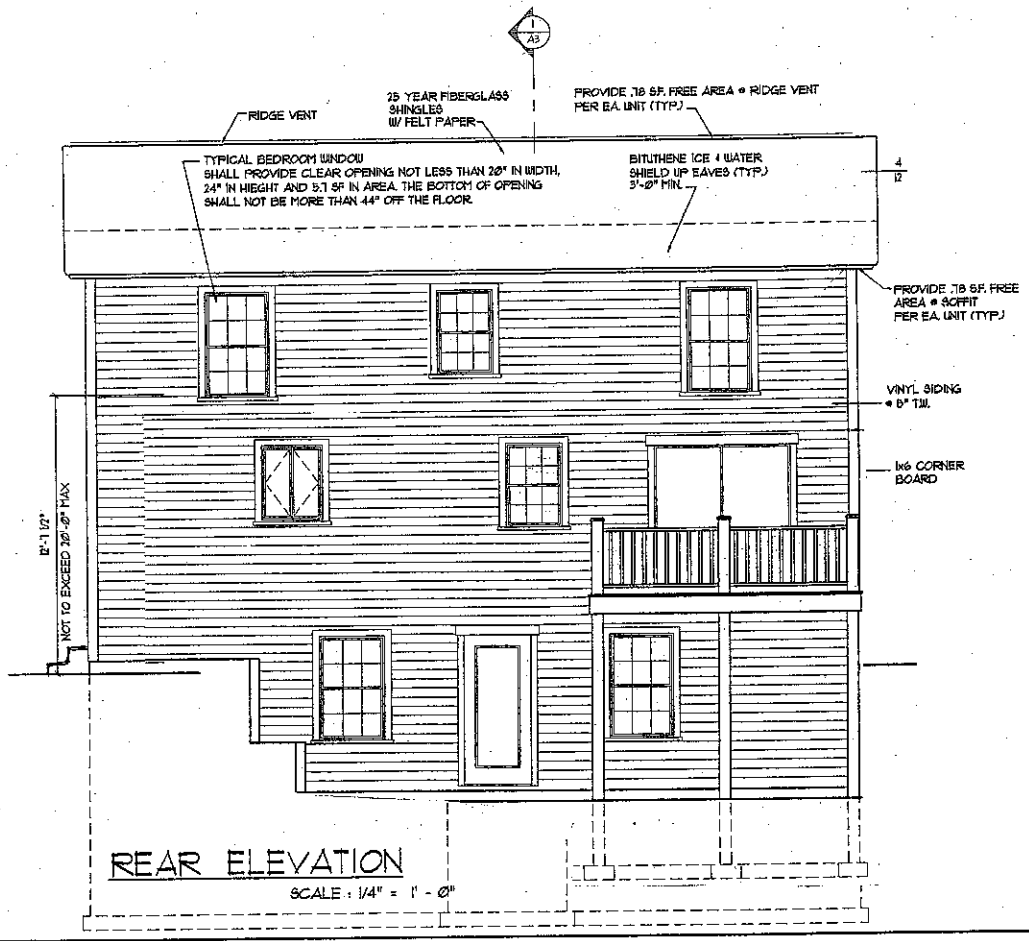 1
A3
RIDGE VENT
25 YEAR FIBERGLASS
SHINGLES
W/ FELT PAPER
PROVIDE .78 SF. FREE AREA @ RIDGE VENT
PER EA. UNIT (TYP.)
TYPICAL BEDROOM WINDOW
SHALL PROVIDE CLEAR OPENING NOT LESS THAN 20" IN WIDTH,
24" IN HIEGHT AND 5.7 SF IN AREA. THE BOTTOM OF OPENING
SHALL NOT BE MORE THAN 44" OFF THE FLOOR.
BITUTHENE ICE & WATER
SHIELD UP EAVES (TYP.)
3'-0" MIN.
4
12
PROVIDE .78 SF. FREE
AREA @ SOFFIT
PER EA. UNIT (TYP.)
VINYL SIDING
@ 8" T.W.
1x6 CORNER
BOARD
12'-7 1/2"
NOT TO EXCEED 20'-0" MAX
REAR ELEVATION
SCALE : 1/4" = 1' - 0"